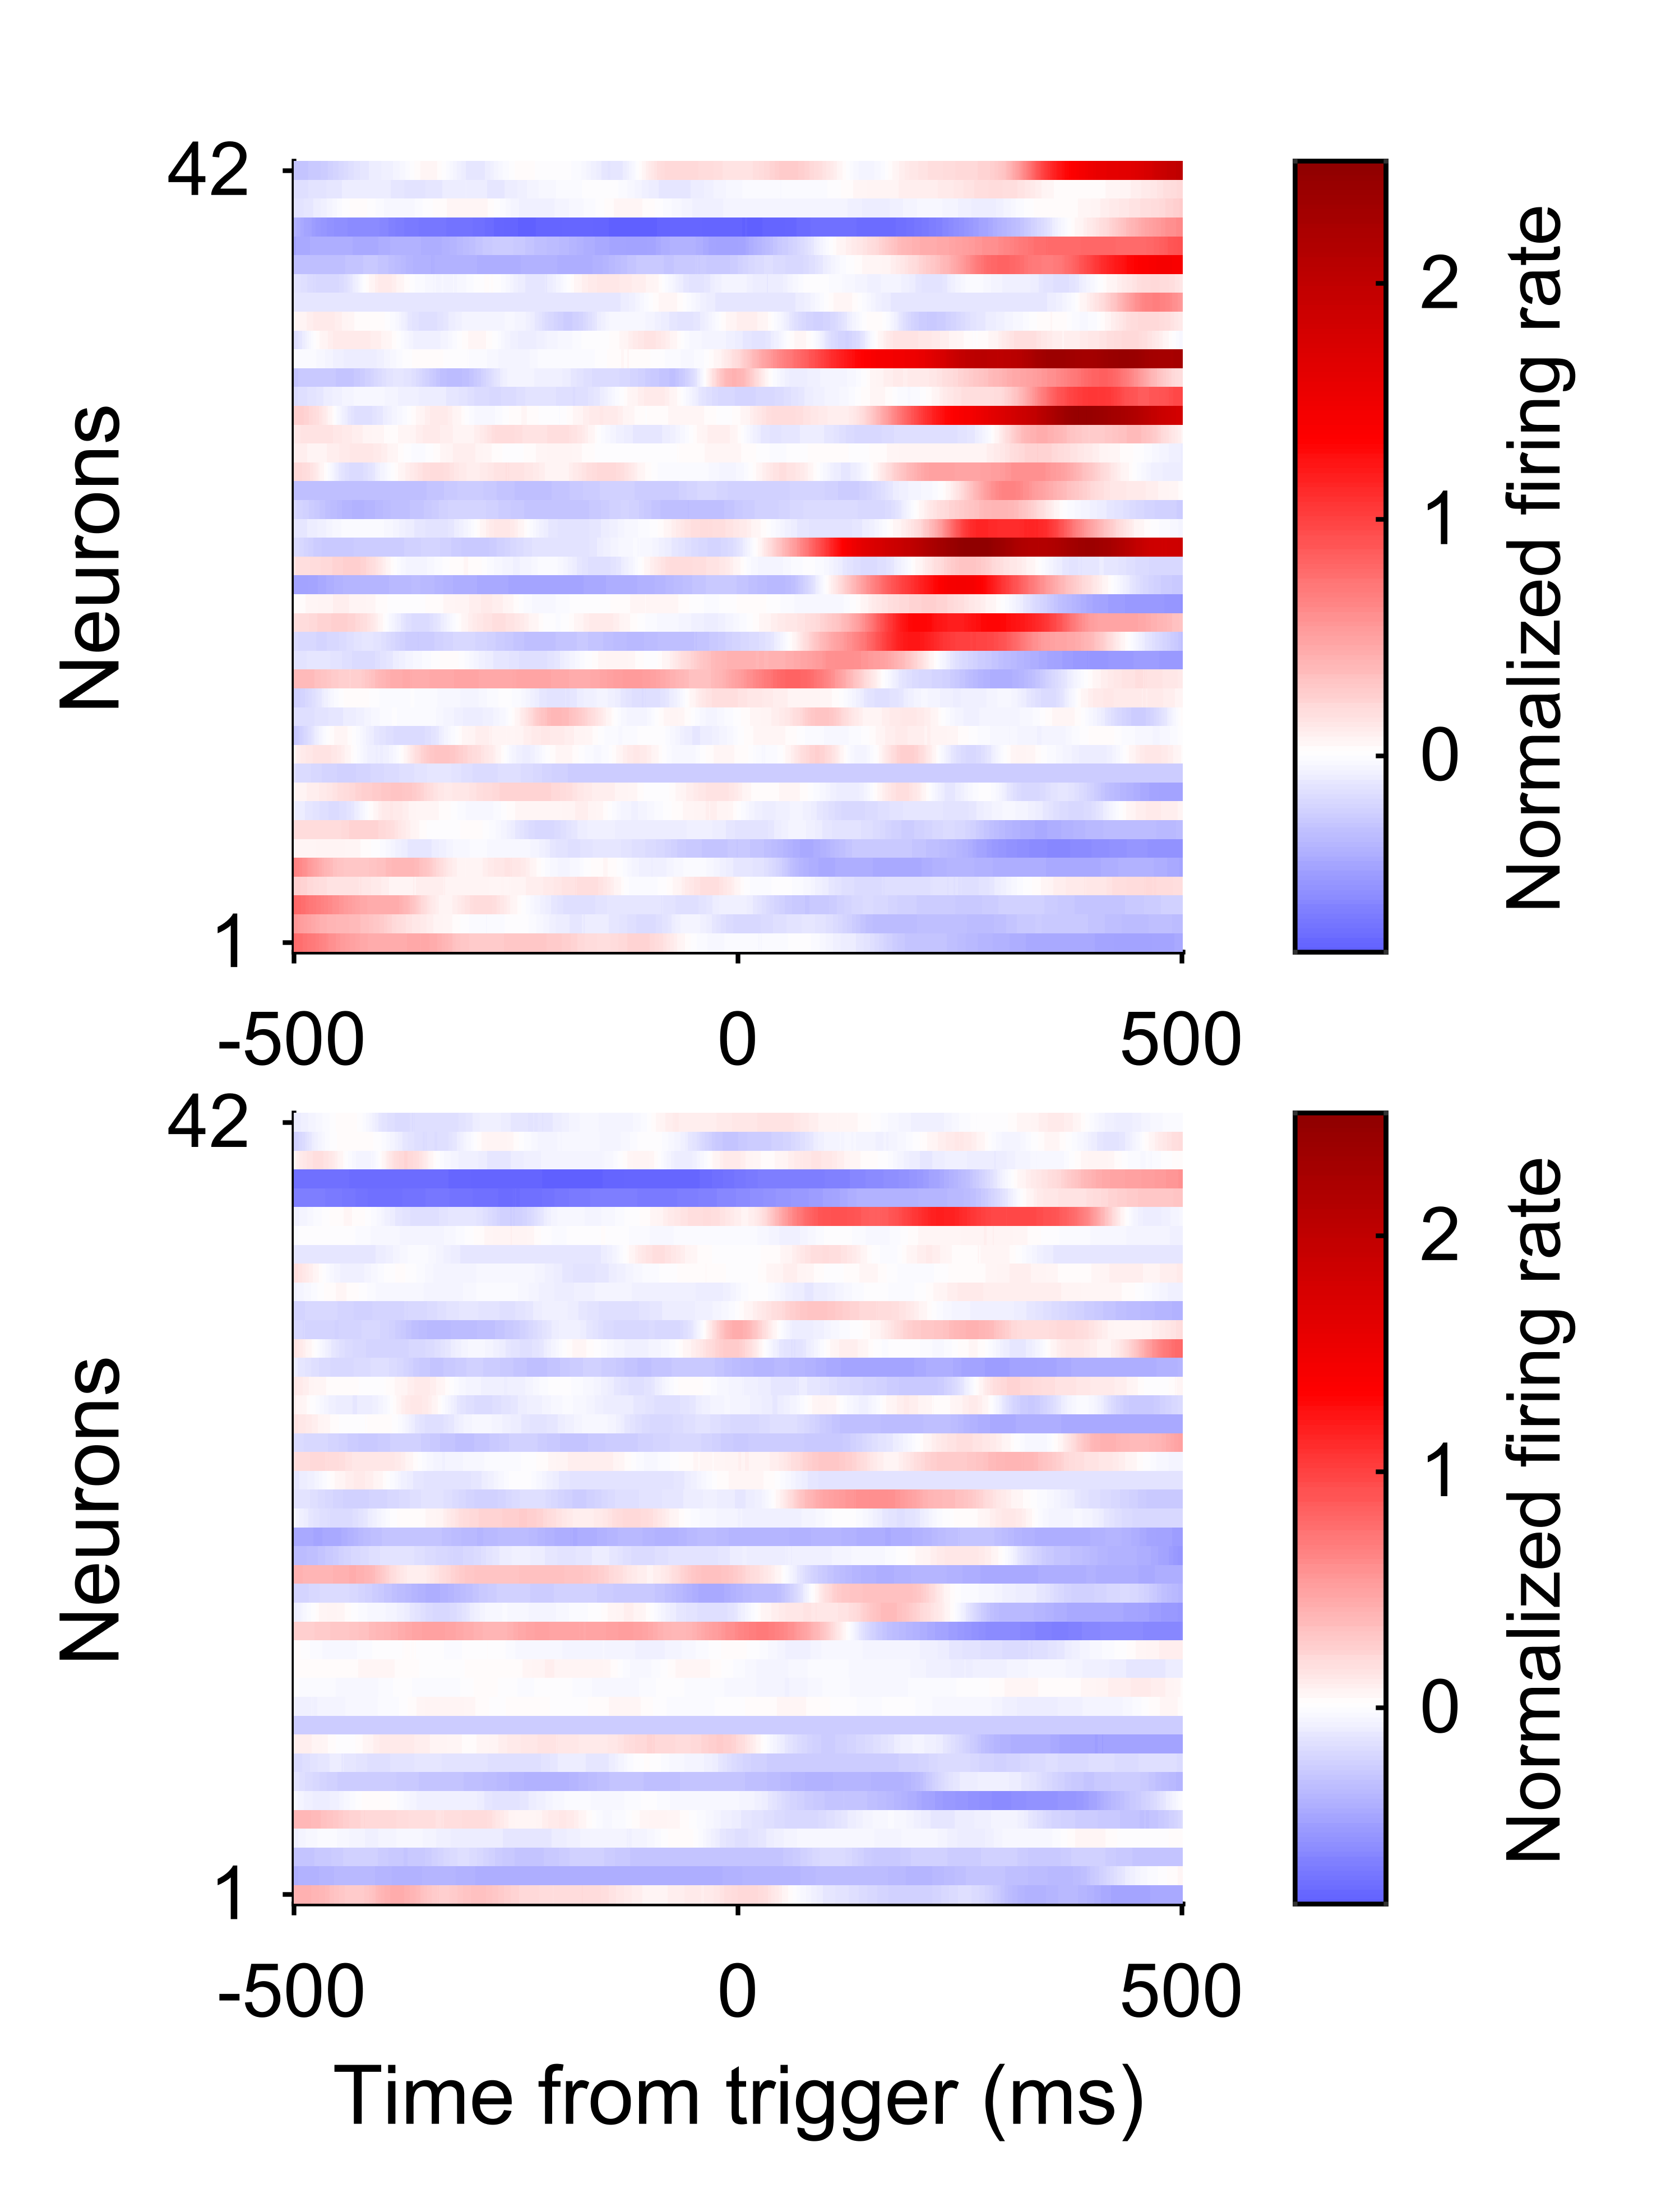 42
Neurons
1
-500 0 500
2
1
0
Normalized firing rate
42
Neurons
1
-500 0 500
Time from trigger (ms)
2
1
0
Normalized firing rate